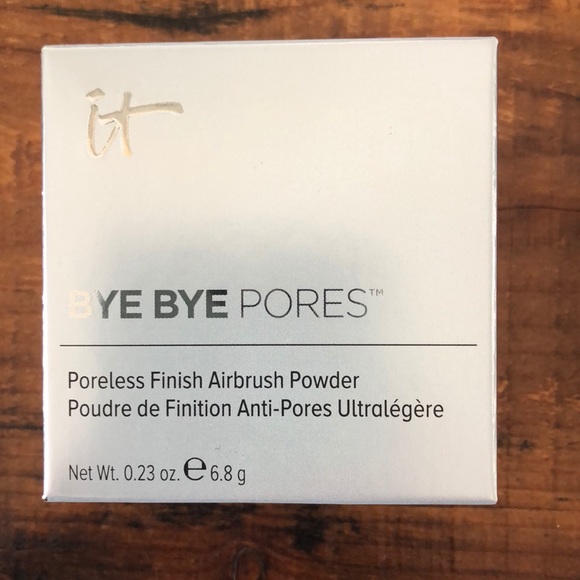 it
BYE BYE PORES™
Poreless Finish Airbrush Powder
Poudre de Finition Anti-Pores Ultralégère
Net Wt. 0.23 oz. ℮ 6.8 g